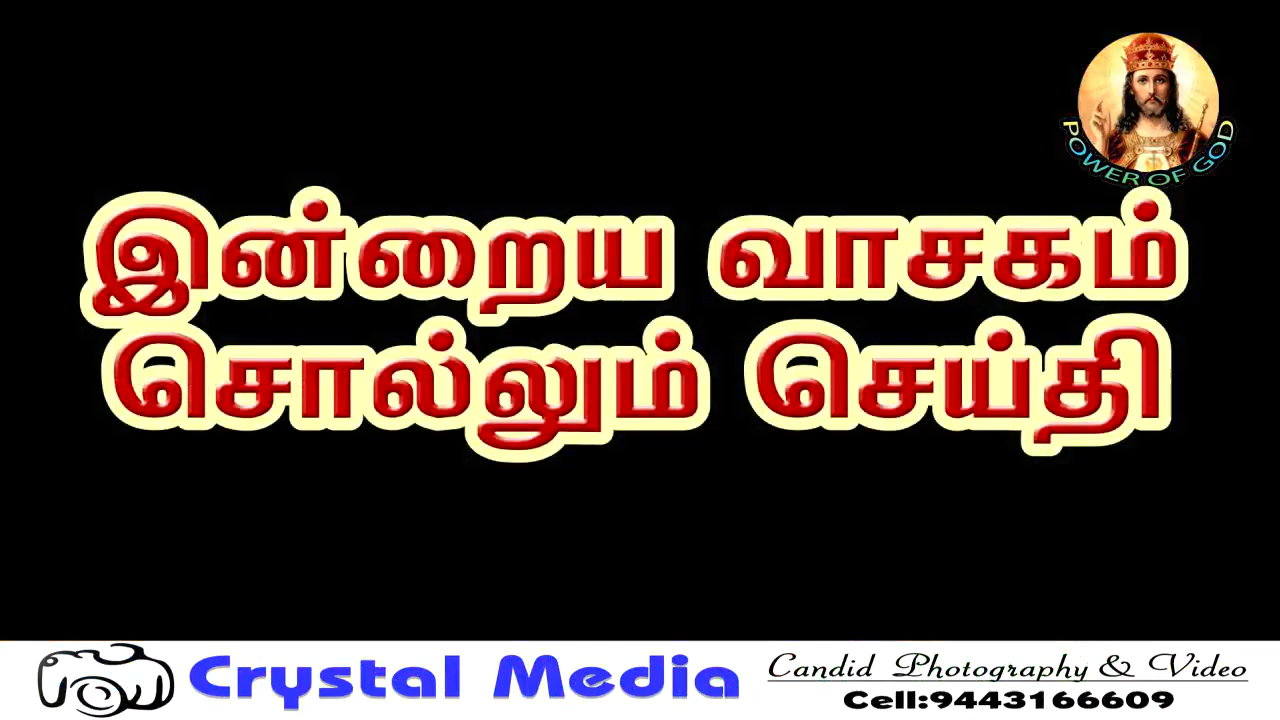 POWER OF GOD
இன்றைய வாசகம்
சொல்லும் செய்தி
Crystal Media
Candid Photography & Video
Cell:9443166609